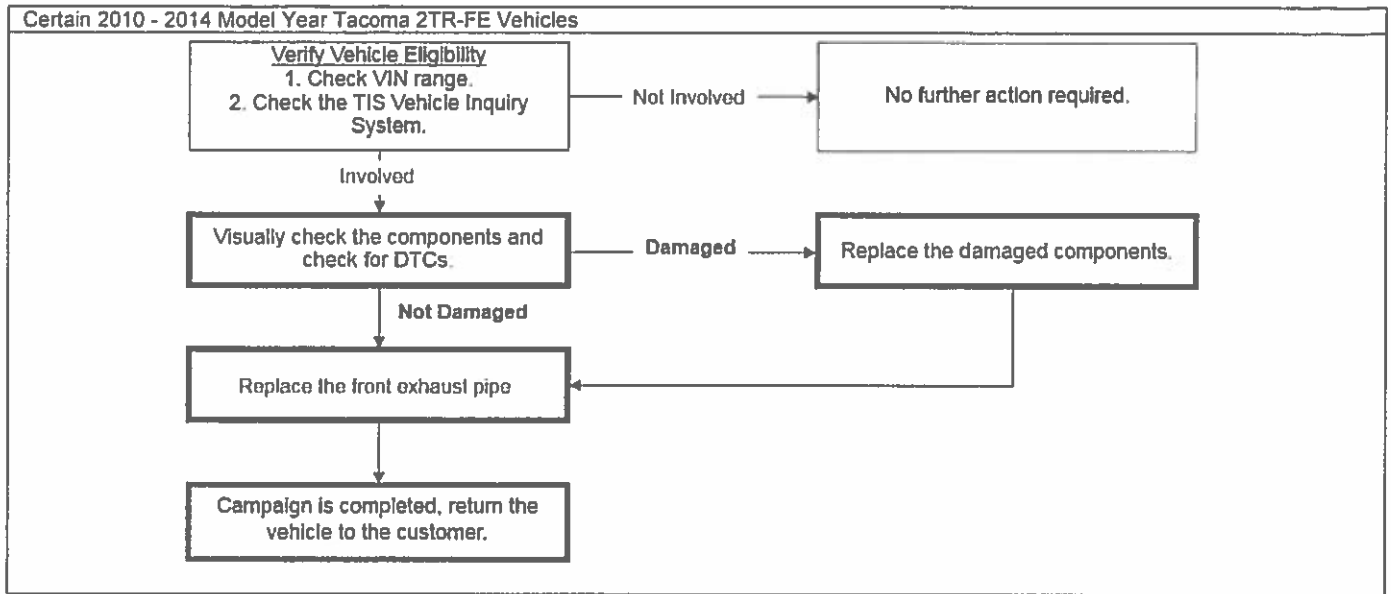 Certain 2010 - 2014 Model Year Tacoma 2TR-FE Vehicles
Verify Vehicle Eligibility
1. Check VIN range.
2. Check the TIS Vehicle Inquiry
System.
Not Involved
No further action required.
Involved
Visually check the components and
check for DTCs.
Damaged
Replace the damaged components.
Not Damaged
Replace the front exhaust pipe
Campaign is completed, return the
vehicle to the customer.